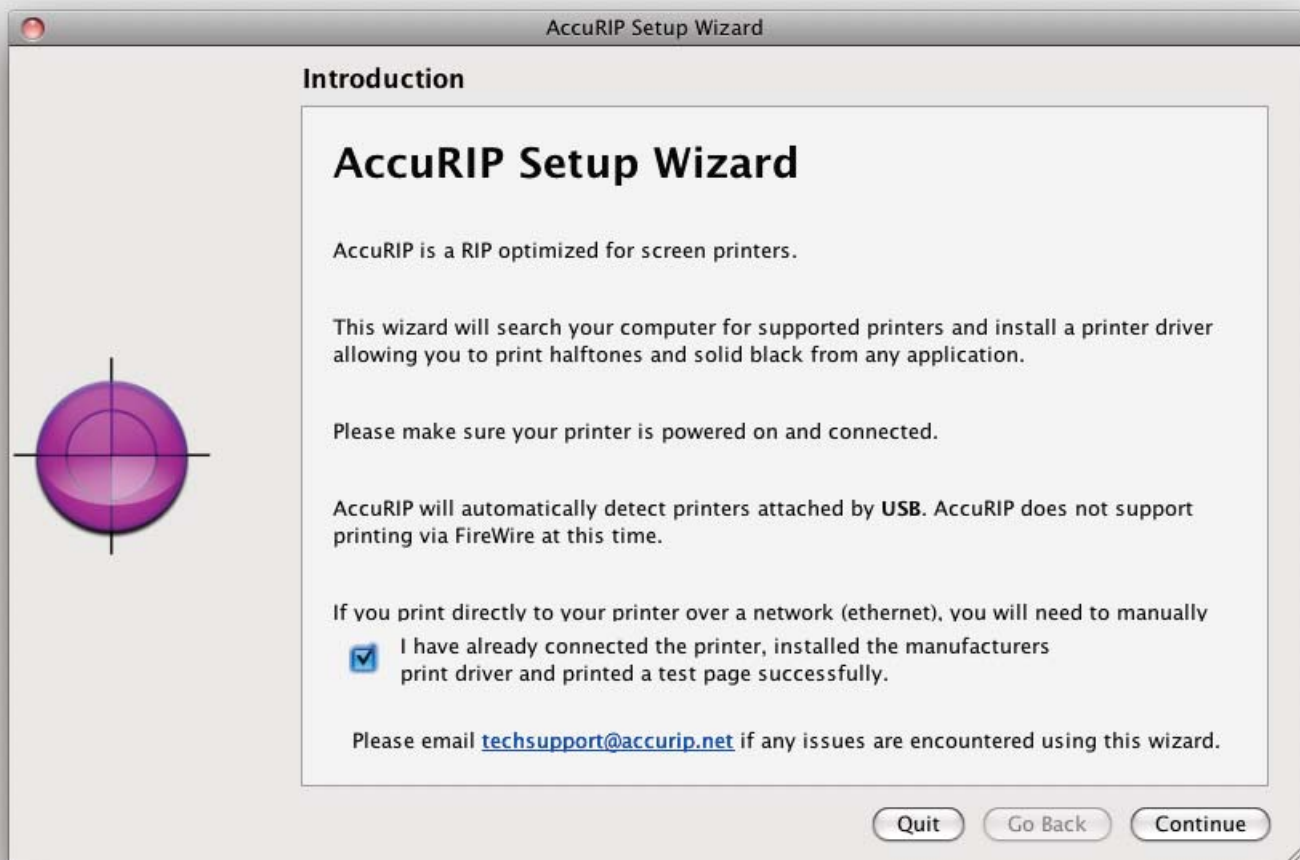 AccuRIP Setup Wizard
Introduction
AccuRIP Setup Wizard
AccuRIP is a RIP optimized for screen printers.
This wizard will search your computer for supported printers and install a printer driver
allowing you to print halftones and solid black from any application.
Please make sure your printer is powered on and connected.
AccuRIP will automatically detect printers attached by USB. AccuRIP does not support
printing via FireWire at this time.
If you print directly to your printer over a network (ethernet), you will need to manually
I have already connected the printer, installed the manufacturers
print driver and printed a test page successfully.
Please email techsupport@accurip.net if any issues are encountered using this wizard.
Quit
Go Back
Continue